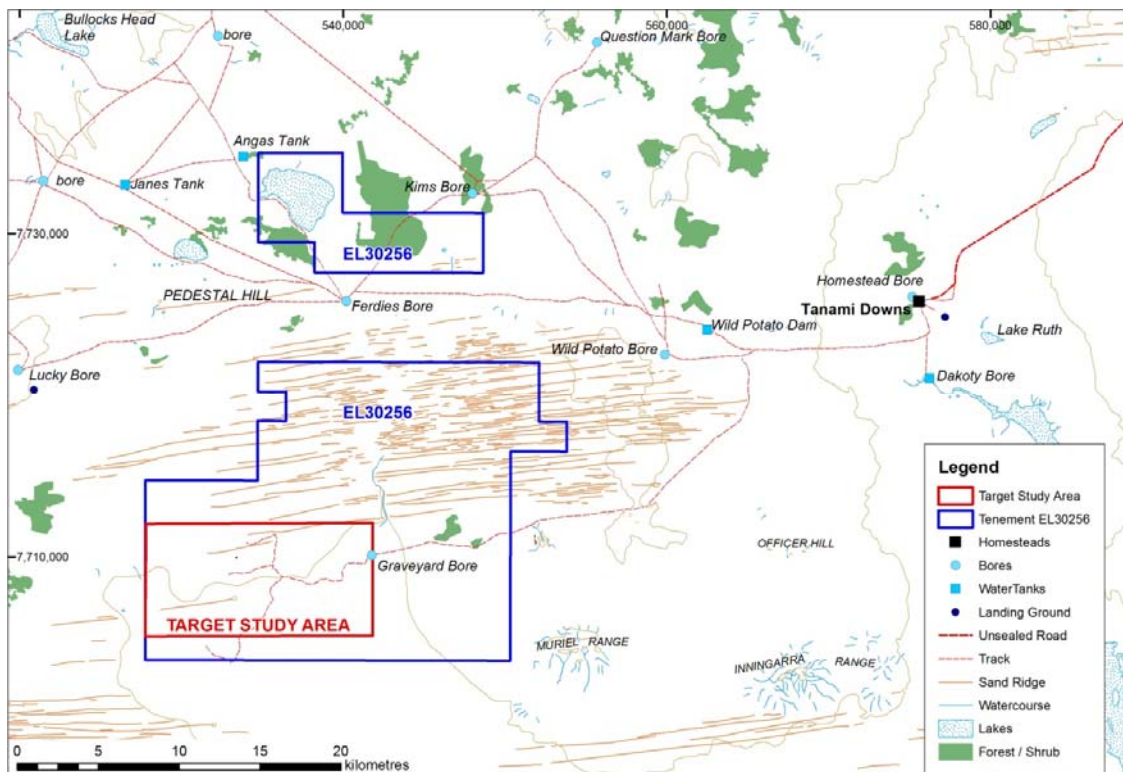 540,000
560,000
580,000
Bullocks Head
Lake
bore
Question Mark Bore
Angas Tank
bore
Janes Tank
Kims Bore
7,730,000
EL30256
Homestead Bore
PEDESTAL HILL
Ferdies Bore
Tanami Downs
Wild Potato Dam
Lake Ruth
Wild Potato Bore
Lucky Bore
Dakoty Bore
EL30256
7,710,000
Graveyard Bore
OFFICER HILL
TARGET STUDY AREA
MURIEL RANGE
INNINGARRA RANGE
Legend
Target Study Area
Tenement EL30256
Homesteads
Bores
WaterTanks
Landing Ground
Unsealed Road
Track
Sand Ridge
Watercourse
Lakes
Forest / Shrub
0 5 10 15 20
kilometres